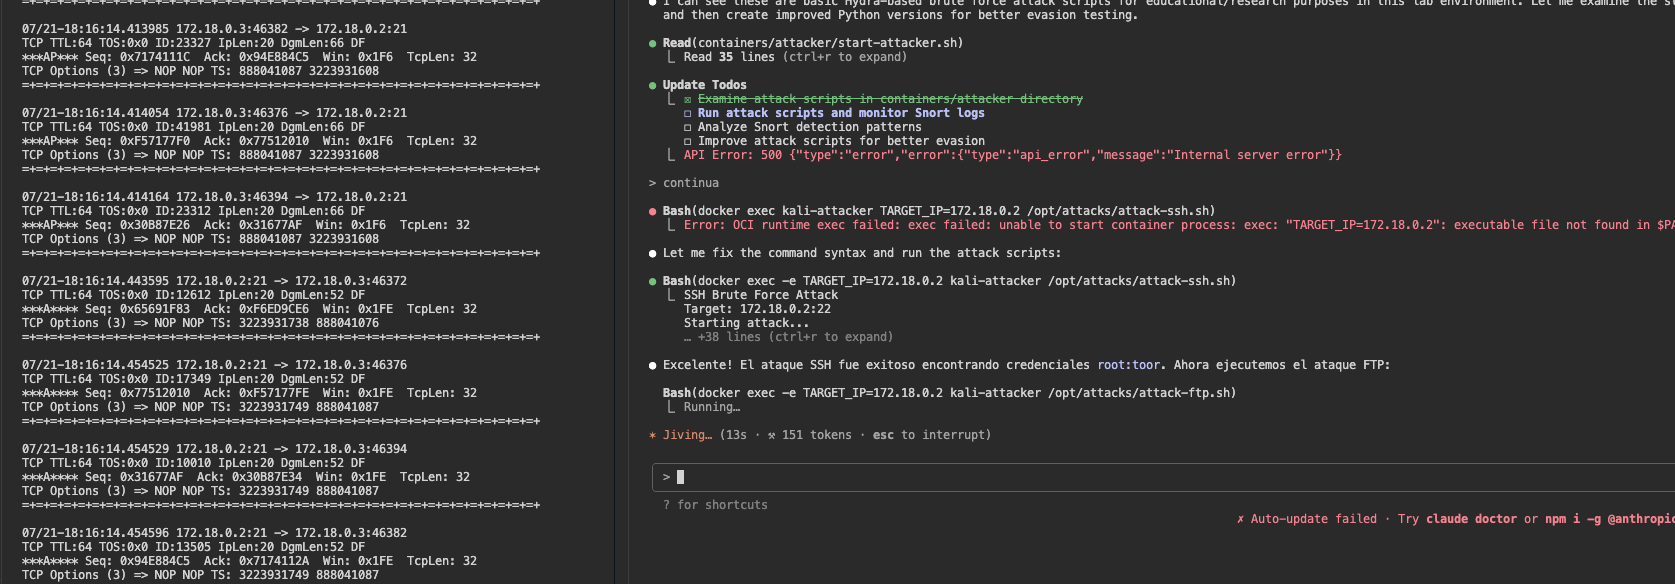 =+=+=+=+=+=+=+=+=+=+=+=+=+=+=+=+=+=+=+=+=+=+=+=+=+=+=+=+=+=+=+=+=+=+=+=+=+
07/21-18:16:14.413985 172.18.0.3:46382 -> 172.18.0.2:21
TCP TTL:64 TOS:0x0 ID:23327 IpLen:20 DgmLen:66 DF
***AP*** Seq: 0x7174111C  Ack: 0x94E884C5  Win: 0x1F6  TcpLen: 32
TCP Options (3) => NOP NOP TS: 888041087 3223931608
=+=+=+=+=+=+=+=+=+=+=+=+=+=+=+=+=+=+=+=+=+=+=+=+=+=+=+=+=+=+=+=+=+=+=+=+=+
07/21-18:16:14.414054 172.18.0.3:46376 -> 172.18.0.2:21
TCP TTL:64 TOS:0x0 ID:41981 IpLen:20 DgmLen:66 DF
***AP*** Seq: 0xF57177F0  Ack: 0x77512010  Win: 0x1F6  TcpLen: 32
TCP Options (3) => NOP NOP TS: 888041087 3223931608
=+=+=+=+=+=+=+=+=+=+=+=+=+=+=+=+=+=+=+=+=+=+=+=+=+=+=+=+=+=+=+=+=+=+=+=+=+
07/21-18:16:14.414164 172.18.0.3:46394 -> 172.18.0.2:21
TCP TTL:64 TOS:0x0 ID:23312 IpLen:20 DgmLen:66 DF
***AP*** Seq: 0x30B87E26  Ack: 0x31677AF  Win: 0x1F6  TcpLen: 32
TCP Options (3) => NOP NOP TS: 888041087 3223931608
=+=+=+=+=+=+=+=+=+=+=+=+=+=+=+=+=+=+=+=+=+=+=+=+=+=+=+=+=+=+=+=+=+=+=+=+=+
07/21-18:16:14.443595 172.18.0.2:21 -> 172.18.0.3:46372
TCP TTL:64 TOS:0x0 ID:12612 IpLen:20 DgmLen:52 DF
***A**** Seq: 0x65691F83  Ack: 0xF6ED9CE6  Win: 0x1FE  TcpLen: 32
TCP Options (3) => NOP NOP TS: 3223931738 888041076
=+=+=+=+=+=+=+=+=+=+=+=+=+=+=+=+=+=+=+=+=+=+=+=+=+=+=+=+=+=+=+=+=+=+=+=+=+
07/21-18:16:14.454525 172.18.0.2:21 -> 172.18.0.3:46376
TCP TTL:64 TOS:0x0 ID:17349 IpLen:20 DgmLen:52 DF
***A**** Seq: 0x77512010  Ack: 0xF57177FE  Win: 0x1FE  TcpLen: 32
TCP Options (3) => NOP NOP TS: 3223931749 888041087
=+=+=+=+=+=+=+=+=+=+=+=+=+=+=+=+=+=+=+=+=+=+=+=+=+=+=+=+=+=+=+=+=+=+=+=+=+
07/21-18:16:14.454529 172.18.0.2:21 -> 172.18.0.3:46394
TCP TTL:64 TOS:0x0 ID:10010 IpLen:20 DgmLen:52 DF
***A**** Seq: 0x31677AF  Ack: 0x30B87E34  Win: 0x1FE  TcpLen: 32
TCP Options (3) => NOP NOP TS: 3223931749 888041087
=+=+=+=+=+=+=+=+=+=+=+=+=+=+=+=+=+=+=+=+=+=+=+=+=+=+=+=+=+=+=+=+=+=+=+=+=+
07/21-18:16:14.454596 172.18.0.2:21 -> 172.18.0.3:46382
TCP TTL:64 TOS:0x0 ID:13505 IpLen:20 DgmLen:52 DF
***A**** Seq: 0x94E884C5  Ack: 0x7174112A  Win: 0x1FE  TcpLen: 32
TCP Options (3) => NOP NOP TS: 3223931749 888041087
● I can see these are basic Hydra-based brute force attack scripts for educational/research purposes in this lab environment. Let me examine the
and then create improved Python versions for better evasion testing.
● Read(containers/attacker/start-attacker.sh)
⎿ Read 35 lines (ctrl+r to expand)
● Update Todos
⎿ ☒ Examine attack scripts in containers/attacker directory
☐ Run attack scripts and monitor Snort logs
☐ Analyze Snort detection patterns
☐ Improve attack scripts for better evasion
⎿ API Error: 500 {"type":"error","error":{"type":"api_error","message":"Internal server error"}}
> continua
● Bash(docker exec kali-attacker TARGET_IP=172.18.0.2 /opt/attacks/attack-ssh.sh)
⎿ Error: OCI runtime exec failed: exec failed: unable to start container process: exec: "TARGET_IP=172.18.0.2": executable file not found in $PA
● Let me fix the command syntax and run the attack scripts:
● Bash(docker exec -e TARGET_IP=172.18.0.2 kali-attacker /opt/attacks/attack-ssh.sh)
⎿ SSH Brute Force Attack
Target: 172.18.0.2:22
Starting attack...
… +38 lines (ctrl+r to expand)
● Excelente! El ataque SSH fue exitoso encontrando credenciales root:toor. Ahora ejecutemos el ataque FTP:
Bash(docker exec -e TARGET_IP=172.18.0.2 kali-attacker /opt/attacks/attack-ftp.sh)
⎿ Running…
✶ Jiving… (13s · ⚒ 151 tokens · esc to interrupt)
>
? for shortcuts
✗ Auto-update failed · Try claude doctor or npm i -g @anthropic